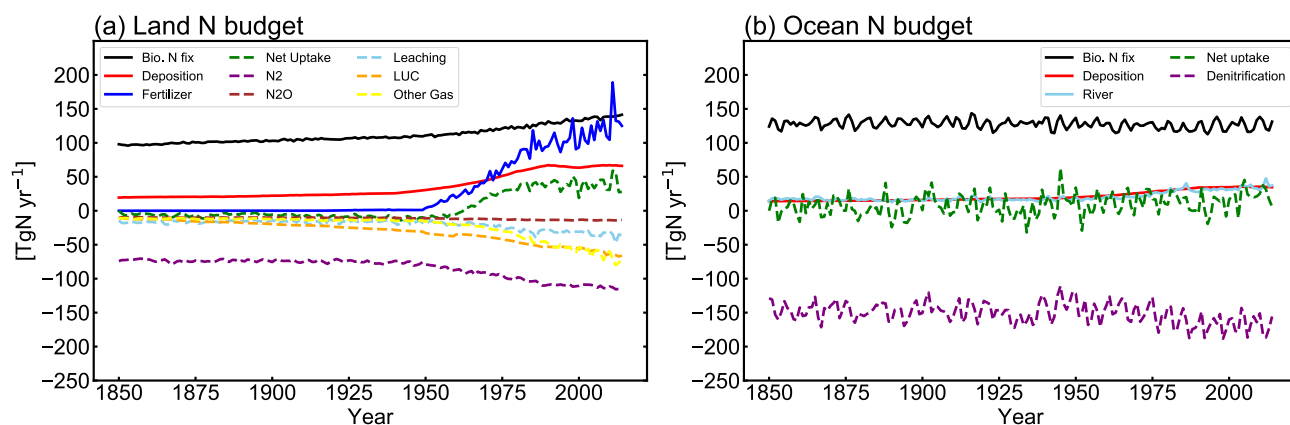 (a) Land N budget
[TgN yr−1]
200
150
100
50
0
−50
−100
−150
−200
−250
Bio. N fix
Deposition
Fertilizer
Net Uptake
N2
N2O
Leaching
LUC
Other Gas
1850 1875 1900 1925 1950 1975 2000
Year
(b) Ocean N budget
[TgN yr−1]
200
150
100
50
0
−50
−100
−150
−200
−250
Bio. N fix
Deposition
River
Net uptake
Denitrification
1850 1875 1900 1925 1950 1975 2000
Year